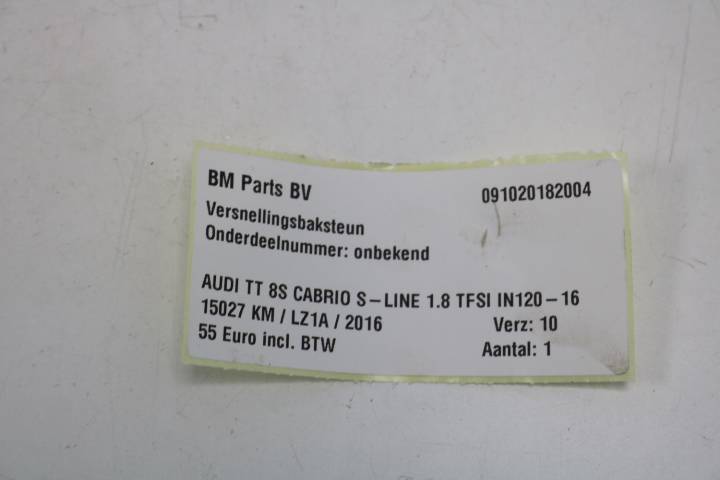 BM Parts BV 091020182004
Versnellingsbaksteun
Onderdeelnummer: onbekend
AUDI TT 8S CABRIO S-LINE 1.8 TFSI IN120-16
15027 KM / LZ1A / 2016 Verz: 10
55 Euro incl. BTW Aantal: 1